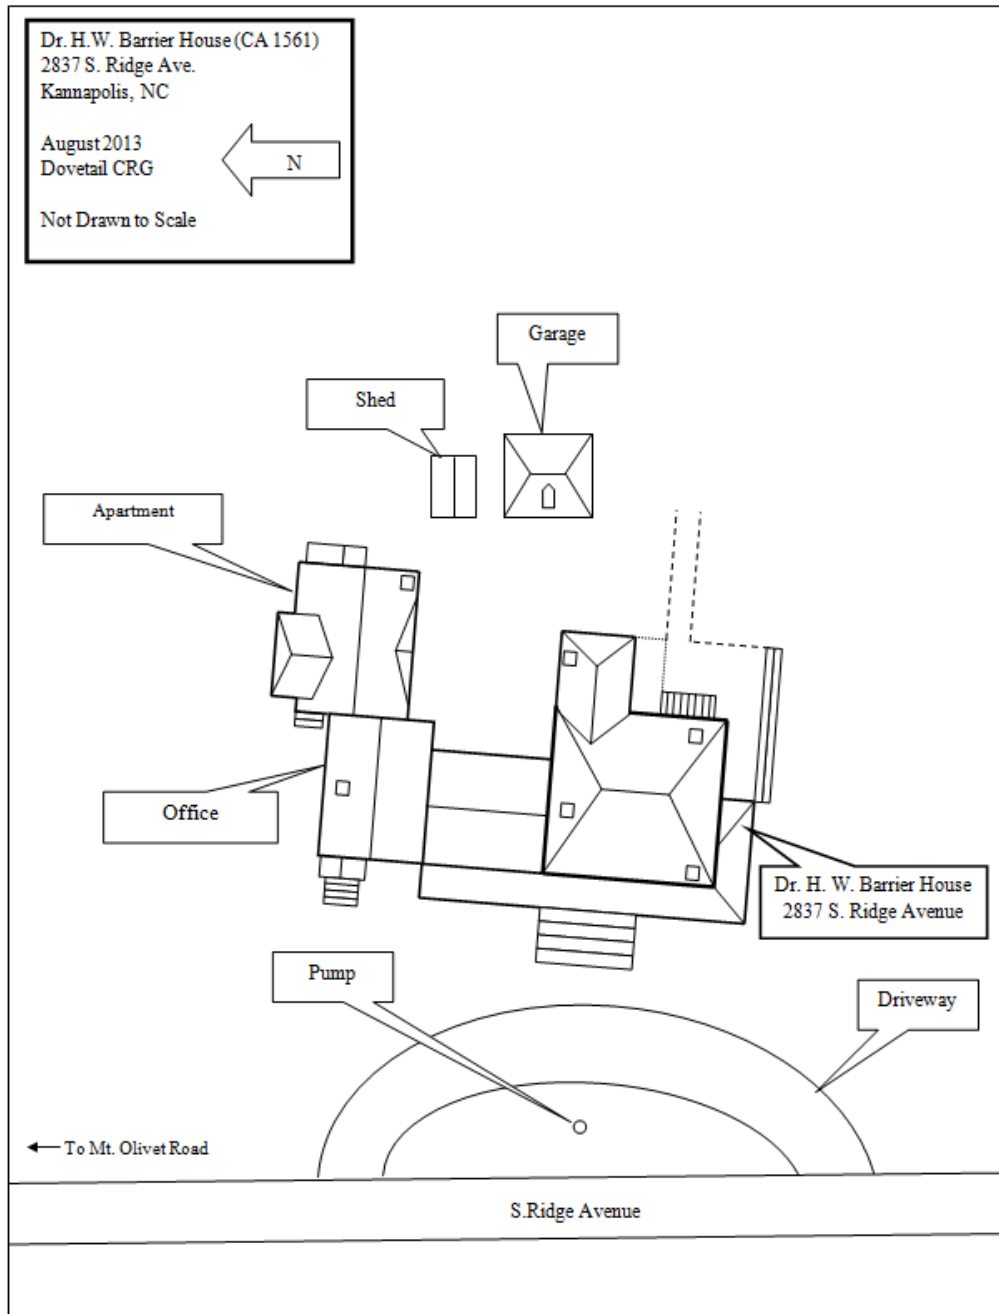 Dr. H.W. Barrier House (CA 1561)
2837 S. Ridge Ave.
Kannapolis, NC
August 2013
Dovetail CRG
N
Not Drawn to Scale
Garage
Shed
Apartment
Office
Dr. H. W. Barrier House
2837 S. Ridge Avenue
Pump
Driveway
To Mt. Olivet Road
S.Ridge Avenue